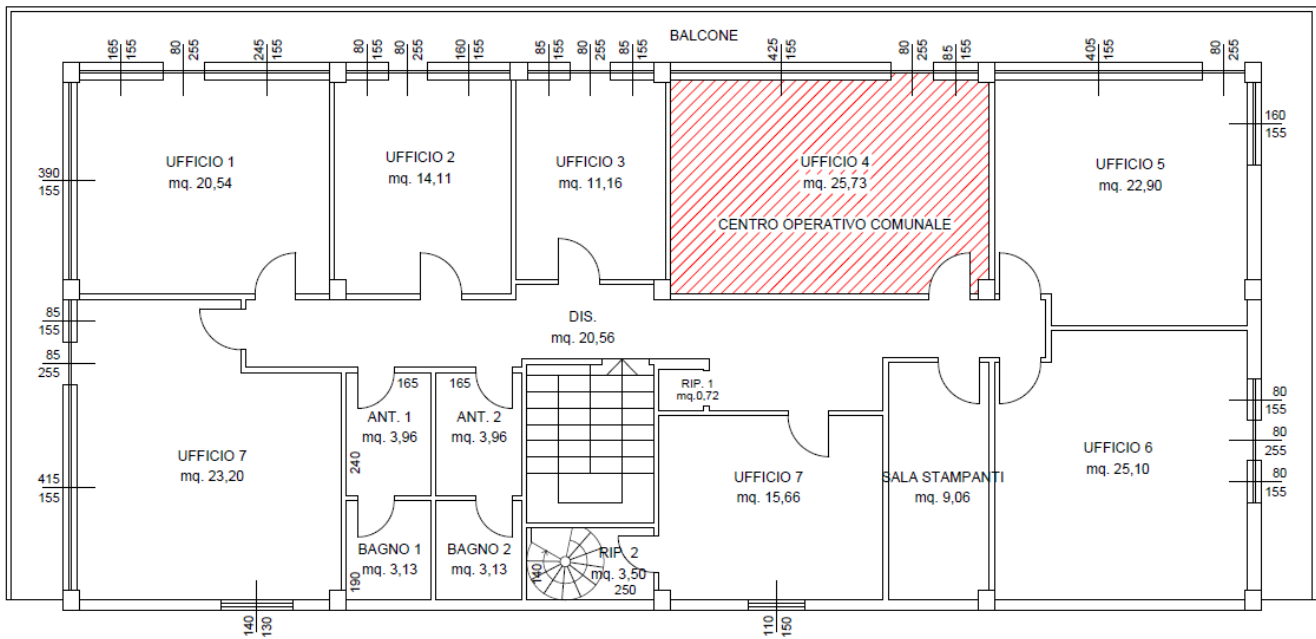 BALCONE
165
155
80
255
245
155
80
155
80
255
160
155
85
155
80
255
85
155
425
155
80
255
85
155
405
155
80
255
UFFICIO 1
mq. 20,54
UFFICIO 2
mq. 14,11
UFFICIO 3
mq. 11,16
UFFICIO 4
mq. 25,73
CENTRO OPERATIVO COMUNALE
UFFICIO 5
mq. 22,90
160
155
390
155
85
155
85
255
DIS.
mq. 20,56
165
165
RIP. 1
mq.0,72
ANT. 1
mq. 3,96
ANT. 2
mq. 3,96
240
UFFICIO 7
mq. 23,20
415
155
UFFICIO 7
mq. 15,66
SALA STAMPANTI
mq. 9,06
UFFICIO 6
mq. 25,10
80
155
80
255
80
155
BAGNO 1
mq. 3,13
190
BAGNO 2
mq. 3,13
RIP. 2
mq. 3,50
140
250
140
130
110
150